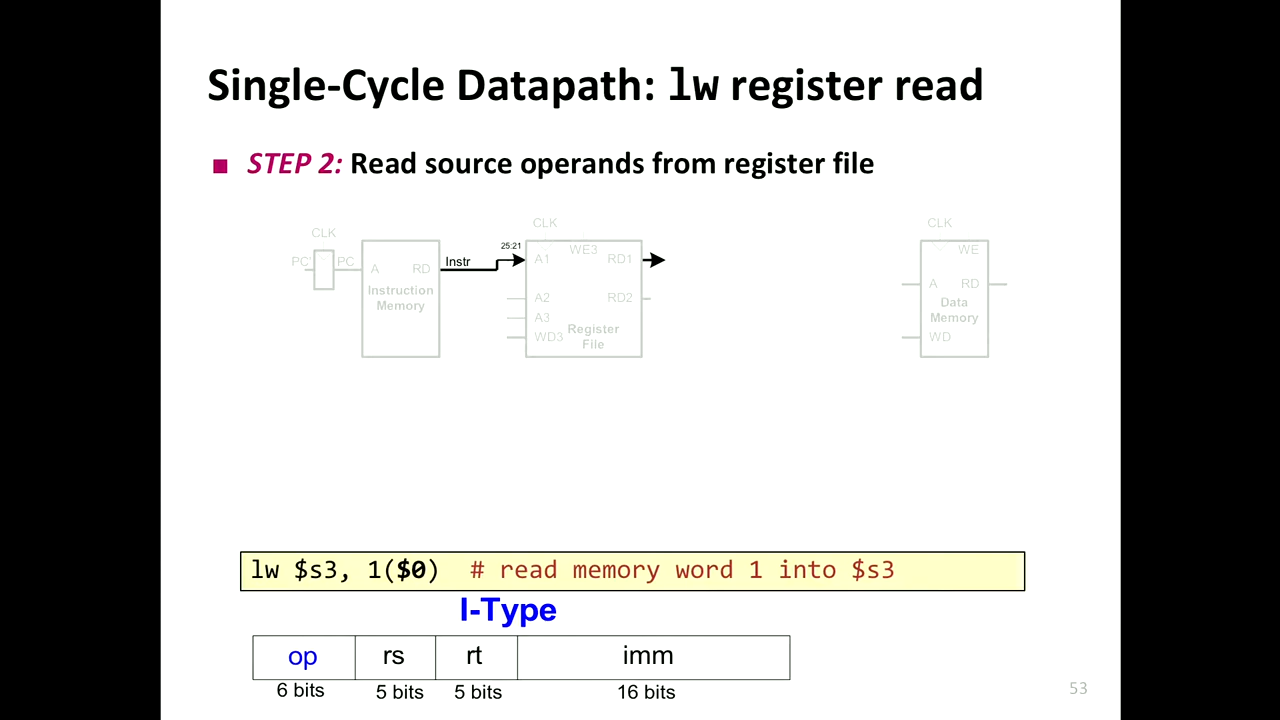 Single-Cycle Datapath: lw register read
STEP 2: Read source operands from register file
CLK
PC' PC
A RD
Instruction
Memory
Instr
25:21
CLK
WE3
A1 RD1
A2 RD2
A3
WD3
Register
File
CLK
WE
A RD
Data
Memory
WD
lw $s3, 1($0) # read memory word 1 into $s3
I-Type
op rs rt imm
6 bits 5 bits 5 bits 16 bits
53